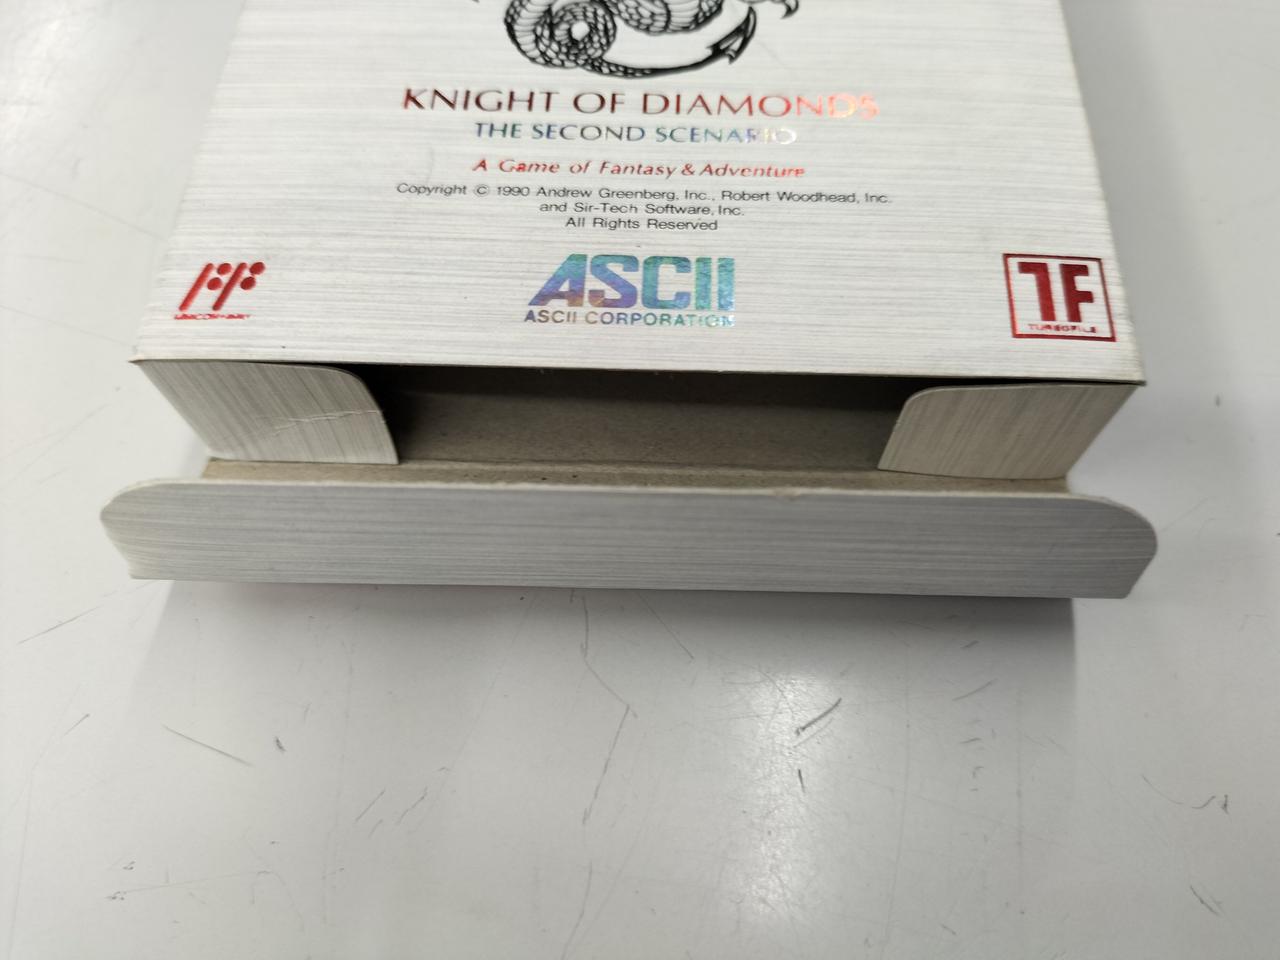 KNIGHT OF DIAMONDS
THE SECOND SCENARIO
A Game of Fantasy & Adventure
Copyright © 1990 Andrew Greenberg, Inc., Robert Woodhead, Inc.
and Sir-Tech Software, Inc.
All Rights Reserved
ASCII
ASCII CORPORATION
TF
TURBOFILE